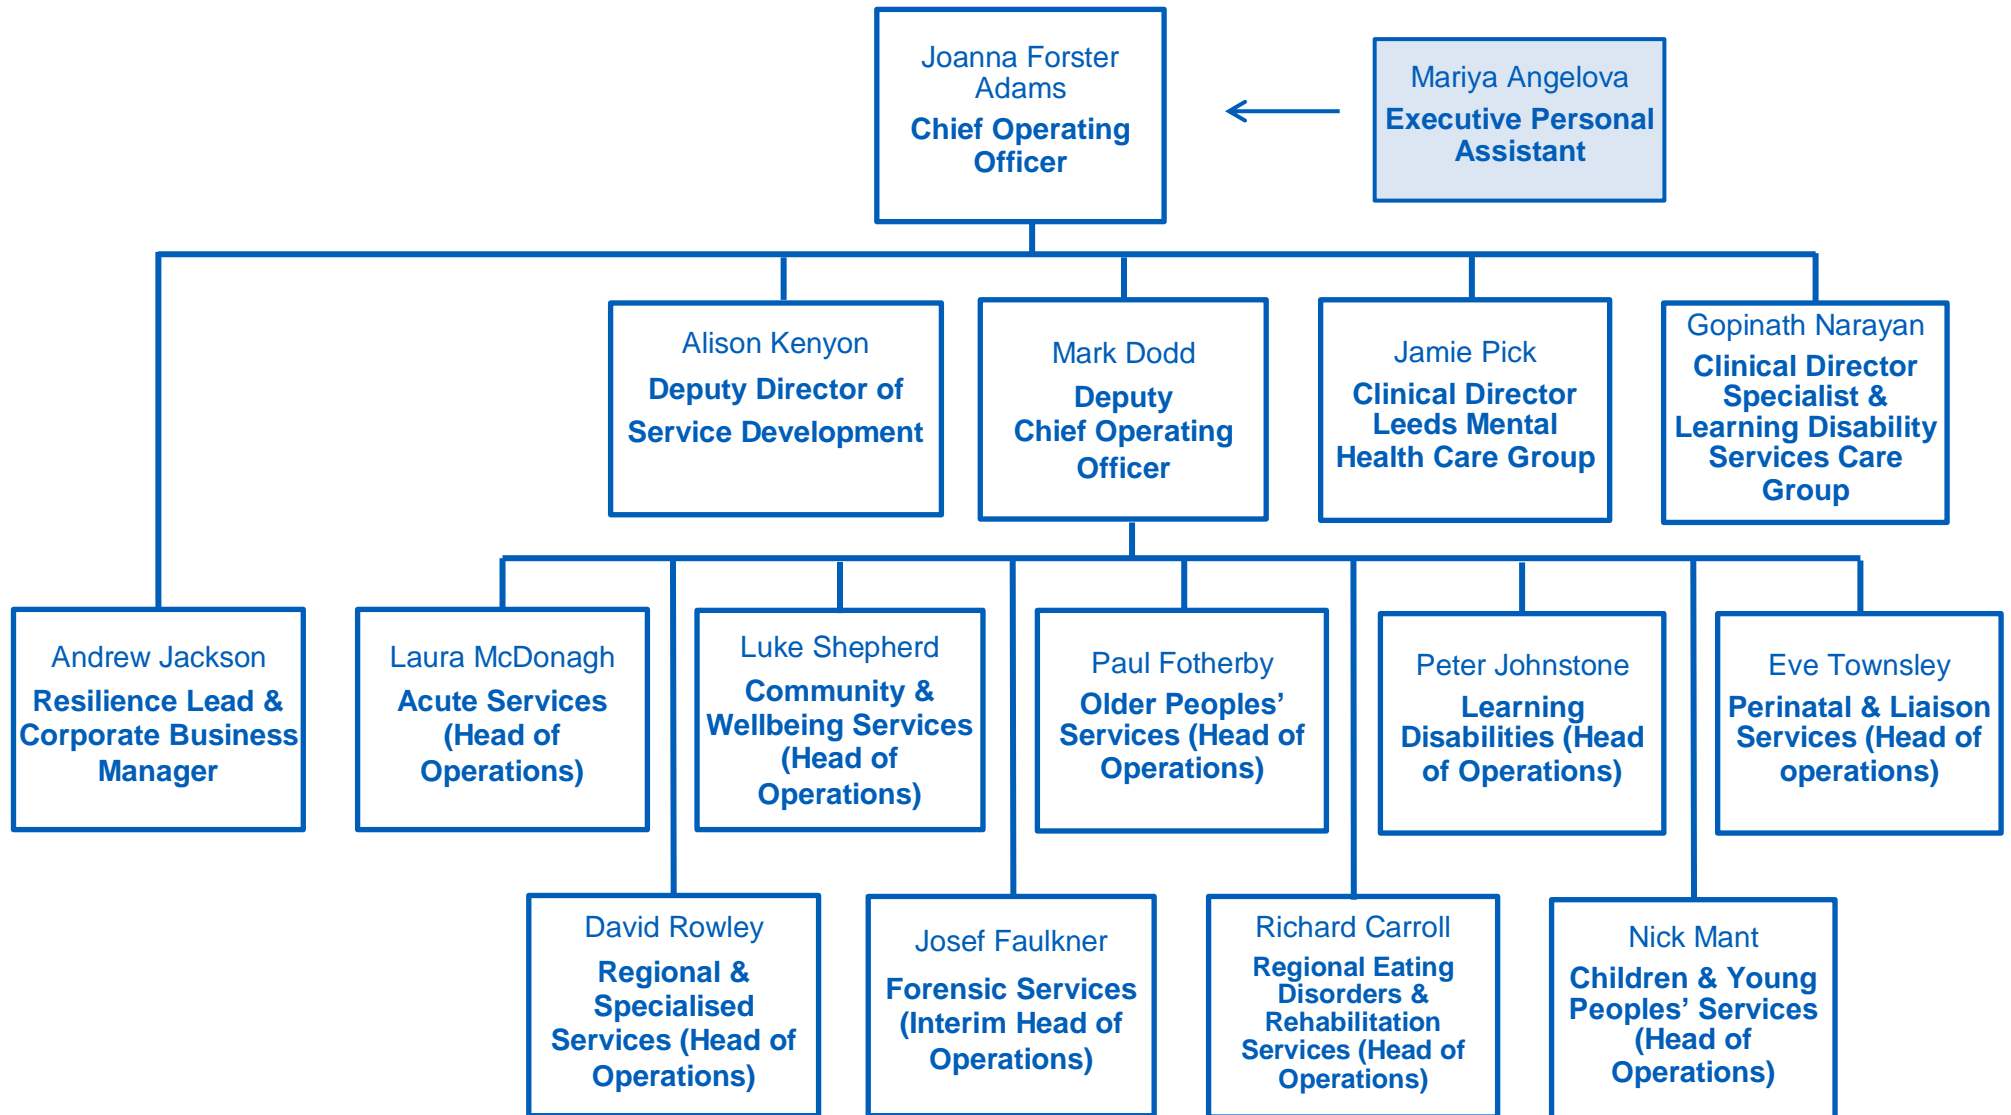 Joanna Forster
Adams
Chief Operating
Officer
Mariya Angelova
Executive Personal
Assistant
Alison Kenyon
Deputy Director of
Service Development
Mark Dodd
Deputy
Chief Operating
Officer
Jamie Pick
Clinical Director
Leeds Mental
Health Care Group
Gopinath Narayan
Clinical Director
Specialist &
Learning Disability
Services Care
Group
Andrew Jackson
Resilience Lead &
Corporate Business
Manager
Laura McDonagh
Acute Services
(Head of
Operations)
Luke Shepherd
Community &
Wellbeing Services
(Head of
Operations)
Paul Fotherby
Older Peoples’
Services (Head of
Operations)
Peter Johnstone
Learning
Disabilities (Head
of Operations)
Eve Townsley
Perinatal & Liaison
Services (Head of
operations)
David Rowley
Regional &
Specialised
Services (Head of
Operations)
Josef Faulkner
Forensic Services
(Interim Head of
Operations)
Richard Carroll
Regional Eating
Disorders &
Rehabilitation
Services (Head of
Operations)
Nick Mant
Children & Young
Peoples’ Services
(Head of
Operations)